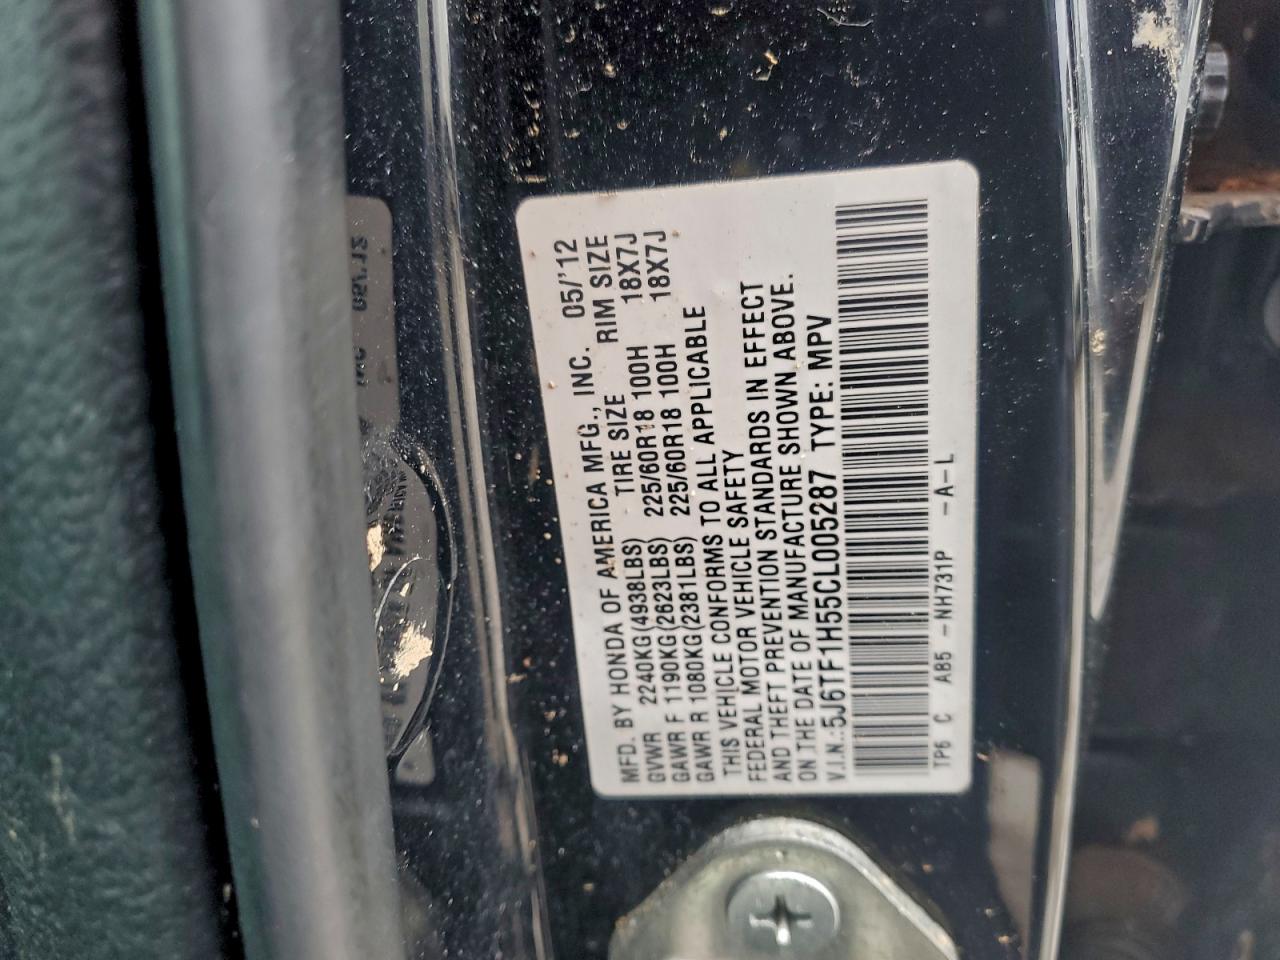 MFD. BY HONDA OF AMERICA MFG., INC. 05/'12
TIRE SIZE RIM SIZE
GVWR 2240KG(4938LBS)
GAWR F 1190KG(2623LBS) 225/60R18 100H 18X7J
GAWR R 1080KG(2381LBS) 225/60R18 100H 18X7J
THIS VEHICLE CONFORMS TO ALL APPLICABLE
FEDERAL MOTOR VEHICLE SAFETY
AND THEFT PREVENTION STANDARDS IN EFFECT
ON THE DATE OF MANUFACTURE SHOWN ABOVE.
V.I.N.:5J6TF1H55CL005287 TYPE: MPV
TP6 C AB5 -NH731P -A-L